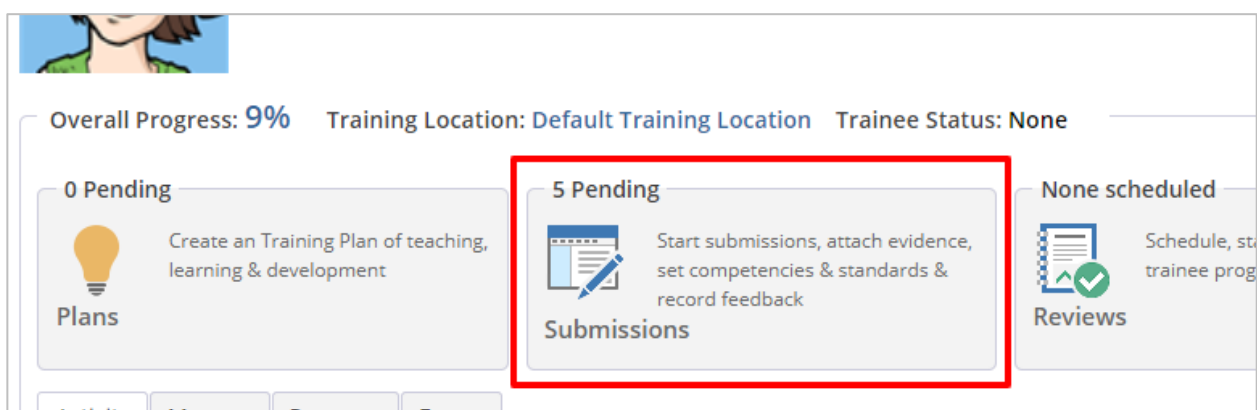 Overall Progress: 9% Training Location: Default Training Location Trainee Status: None
0 Pending
Create an Training Plan of teaching,
learning & development
Plans
5 Pending
Start submissions, attach evidence,
set competencies & standards &
record feedback
Submissions
None scheduled
Schedule,
trainee
Reviews